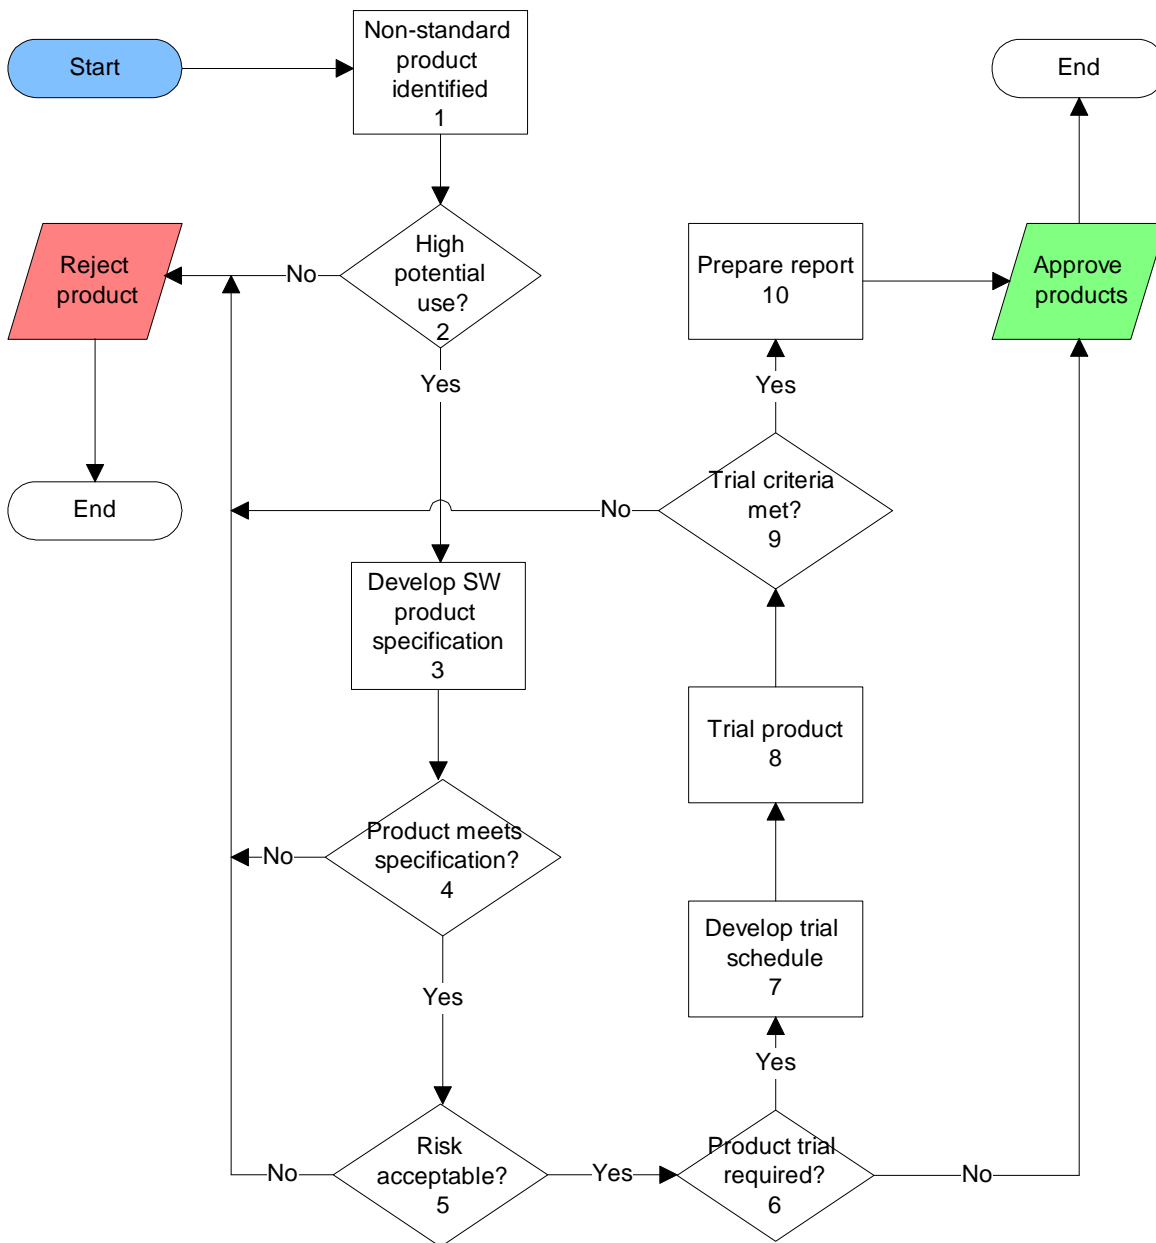 Start
Non-standard
product
identified
1
End
High
potential
use?
2
No
Reject
product
Yes
End
Prepare report
10
Approve
products
Yes
Trial criteria
met?
9
No
Develop SW
product
specification
3
Trial product
8
Product meets
specification?
4
No
Yes
Develop trial
schedule
7
Yes
Risk
acceptable?
5
No
Yes
Product trial
required?
6
No